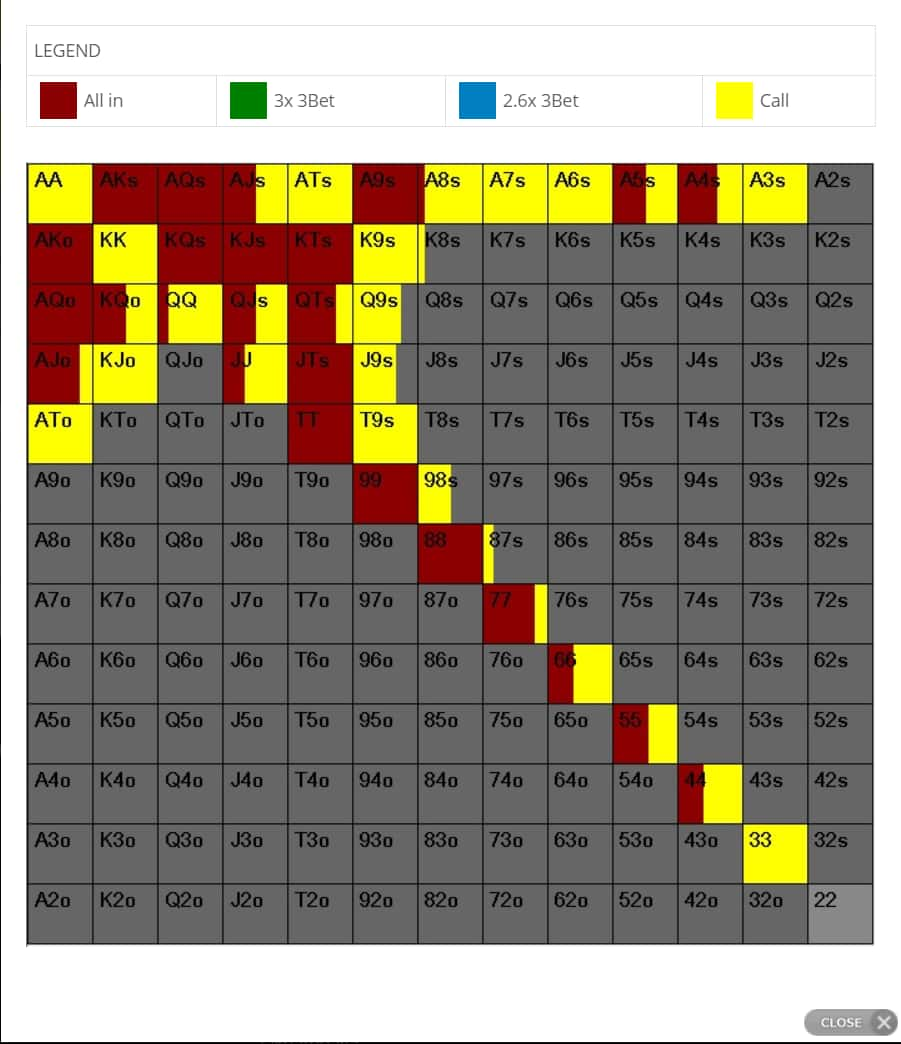 LEGEND
All in 3x 3Bet 2.6x 3Bet Call
AA AKs AQs AJs ATs A9s A8s A7s A6s A5s A4s A3s A2s
AKo KK KQs KJs KTs K9s K8s K7s K6s K5s K4s K3s K2s
AQo KQo QQ QJs QTs Q9s Q8s Q7s Q6s Q5s Q4s Q3s Q2s
AJo KJo QJo JJ JTs J9s J8s J7s J6s J5s J4s J3s J2s
ATo KTo QTo JTo TT T9s T8s T7s T6s T5s T4s T3s T2s
A9o K9o Q9o J9o T9o 99 98s 97s 96s 95s 94s 93s 92s
A8o K8o Q8o J8o T8o 98o 88 87s 86s 85s 84s 83s 82s
A7o K7o Q7o J7o T7o 97o 87o 77 76s 75s 74s 73s 72s
A6o K6o Q6o J6o T6o 96o 86o 76o 66 65s 64s 63s 62s
A5o K5o Q5o J5o T5o 95o 85o 75o 65o 55 54s 53s 52s
A4o K4o Q4o J4o T4o 94o 84o 74o 64o 54o 44 43s 42s
A3o K3o Q3o J3o T3o 93o 83o 73o 63o 53o 43o 33 32s
A2o K2o Q2o J2o T2o 92o 82o 72o 62o 52o 42o 32o 22
CLOSE